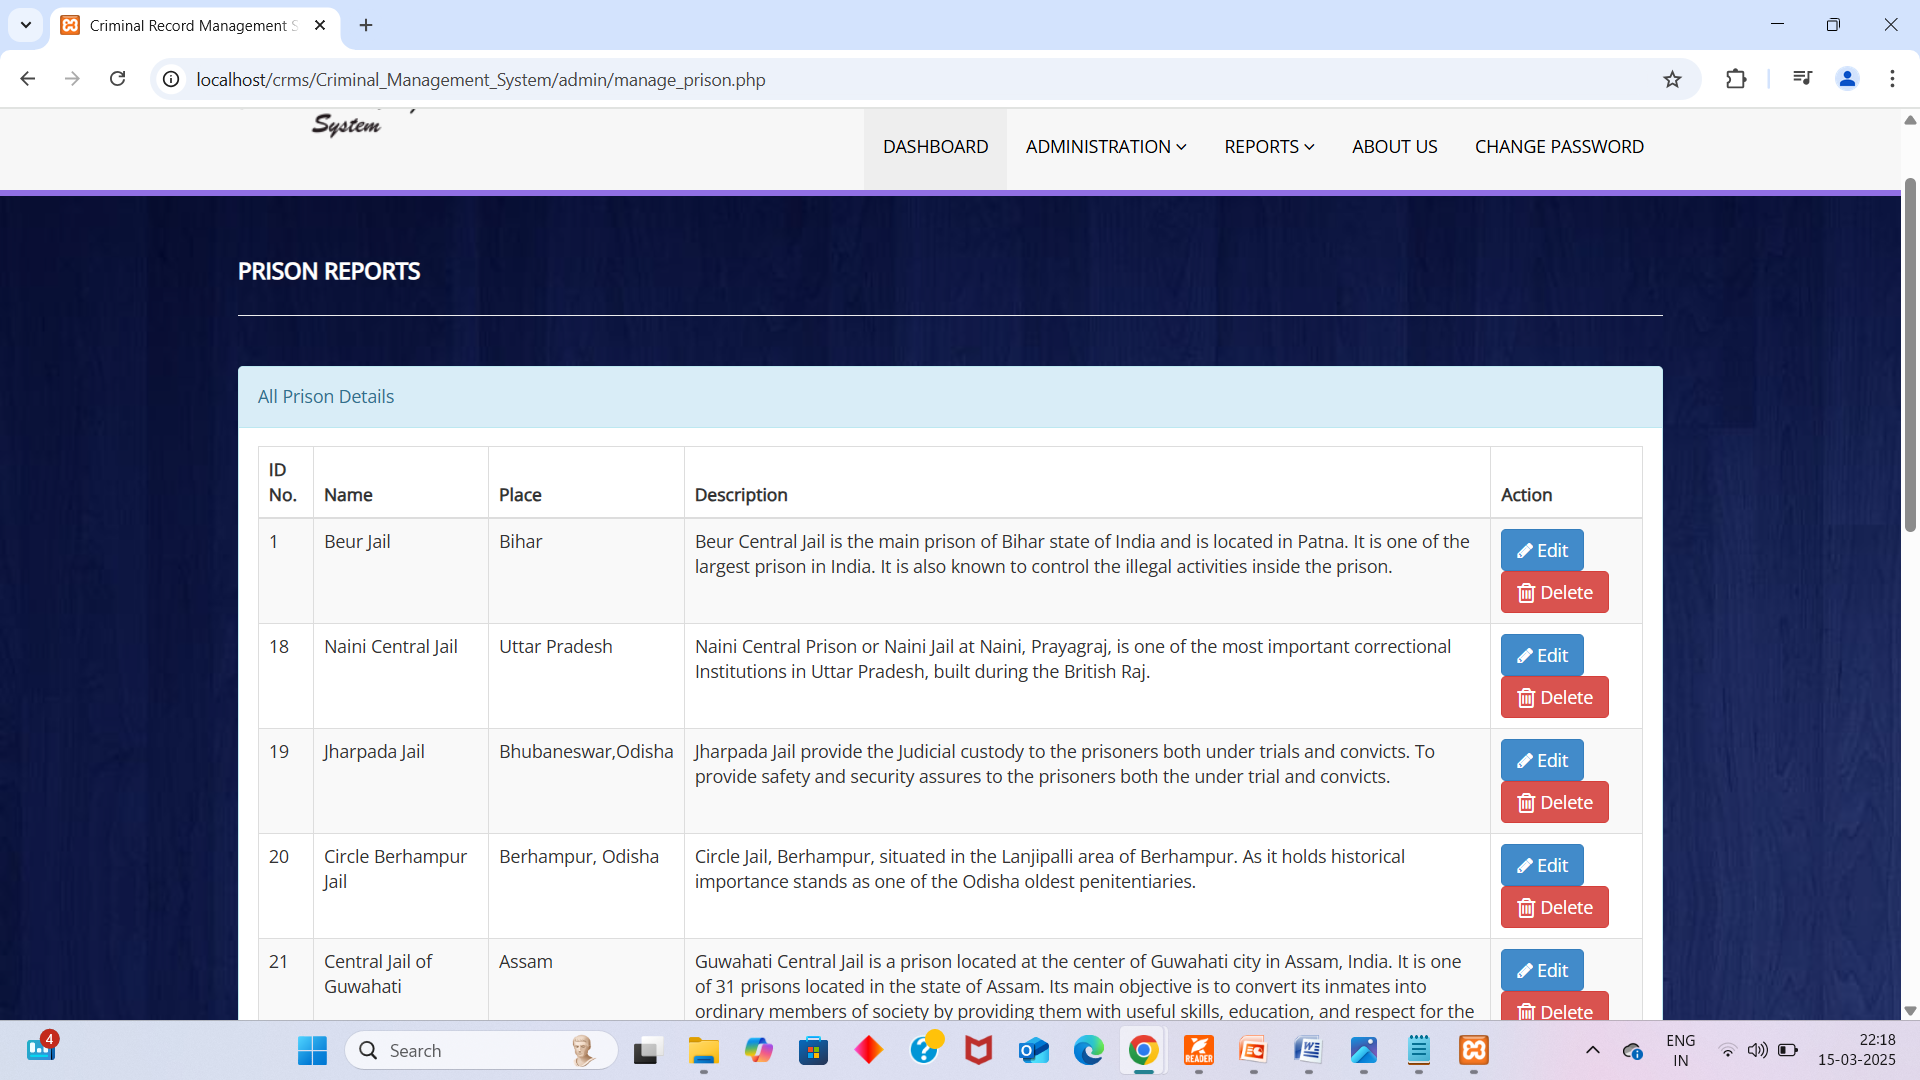 Criminal Record Management S
localhost/crms/Criminal_Management_System/admin/manage_prison.php
System
DASHBOARD
ADMINISTRATION
REPORTS
ABOUT US
CHANGE PASSWORD
PRISON REPORTS
All Prison Details
ID No.
Name
Place
Description
Action
1
Beur Jail
Bihar
Beur Central Jail is the main prison of Bihar state of India and is located in Patna. It is one of the
largest prison in India. It is also known to control the illegal activities inside the prison.
Edit
Delete
18
Naini Central Jail
Uttar Pradesh
Naini Central Prison or Naini Jail at Naini, Prayagraj, is one of the most important correctional
Institutions in Uttar Pradesh, built during the British Raj.
Edit
Delete
19
Jharpada Jail
Bhubaneswar,Odisha
Jharpada Jail provide the Judicial custody to the prisoners both under trials and convicts. To
provide safety and security assures to the prisoners both the under trial and convicts.
Edit
Delete
20
Circle Berhampur
Jail
Berhampur, Odisha
Circle Jail, Berhampur, situated in the Lanjipalli area of Berhampur. As it holds historical
importance stands as one of the Odisha oldest penitentiaries.
Edit
Delete
21
Central Jail of
Guwahati
Assam
Guwahati Central Jail is a prison located at the center of Guwahati city in Assam, India. It is one
of 31 prisons located in the state of Assam. Its main objective is to convert its inmates into
ordinary members of society by providing them with useful skills, education, and respect for the
Edit
Delete
4
Search
READER
ENG
IN
22:18
15-03-2025